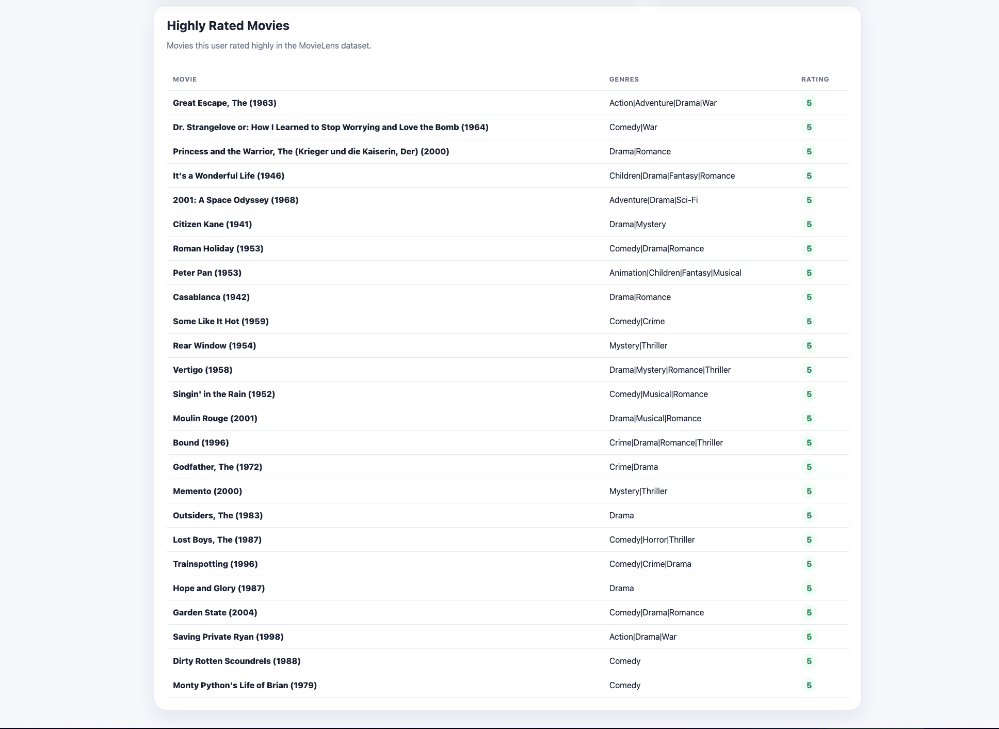 Highly Rated Movies
Movies this user rated highly in the MovieLens dataset.
MOVIE GENRES RATING
Great Escape, The (1963) Action|Adventure|Drama|War 5
Dr. Strangelove or: How I Learned to Stop Worrying and Love the Bomb (1964) Comedy|War 5
Princess and the Warrior, The (Krieger und die Kaiserin, Der) (2000) Drama|Romance 5
It's a Wonderful Life (1946) Children|Drama|Fantasy|Romance 5
2001: A Space Odyssey (1968) Adventure|Drama|Sci-Fi 5
Citizen Kane (1941) Drama|Mystery 5
Roman Holiday (1953) Comedy|Drama|Romance 5
Peter Pan (1953) Animation|Children|Fantasy|Musical 5
Casablanca (1942) Drama|Romance 5
Some Like It Hot (1959) Comedy|Crime 5
Rear Window (1954) Mystery|Thriller 5
Vertigo (1958) Drama|Mystery|Romance|Thriller 5
Singin' in the Rain (1952) Comedy|Musical|Romance 5
Moulin Rouge (2001) Drama|Musical|Romance 5
Bound (1996) Crime|Drama|Romance|Thriller 5
Godfather, The (1972) Crime|Drama 5
Memento (2000) Mystery|Thriller 5
Outsiders, The (1983) Drama 5
Lost Boys, The (1987) Comedy|Horror|Thriller 5
Trainspotting (1996) Comedy|Crime|Drama 5
Hope and Glory (1987) Drama 5
Garden State (2004) Comedy|Drama|Romance 5
Saving Private Ryan (1998) Action|Drama|War 5
Dirty Rotten Scoundrels (1988) Comedy 5
Monty Python's Life of Brian (1979) Comedy 5